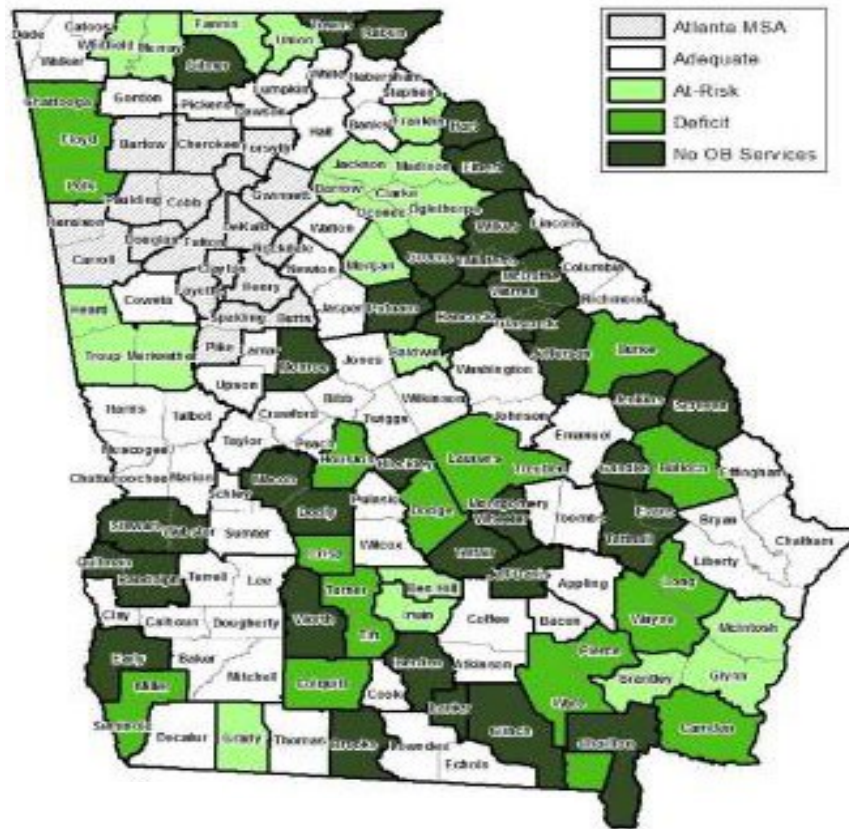 Atlanta MSA
Adequate
At-Risk
Deficit
No OB Services
Dade
Catoosa
Whitfield
Murray
Fannin
Union
Towns
Rabun
Walker
Gilmer
White
Habersham
Lumpkin
Stephens
Chattooga
Gordon
Pickens
Dawson
Hall
Banks
Franklin
Hart
Floyd
Bartow
Cherokee
Forsyth
Jackson
Madison
Elbert
Polk
Paulding
Cobb
Gwinnett
Barrow
Clarke
Oconee
Oglethorpe
Wilkes
Lincoln
Haralson
Douglas
Fulton
DeKalb
Walton
Rockdale
Carroll
Clayton
Newton
Morgan
Greene
Columbia
McDuffie
Warren
Richmond
Fayette
Henry
Heard
Coweta
Spalding
Butts
Jasper
Putnam
Hancock
Glascock
Troup
Meriwether
Pike
Lamar
Monroe
Jones
Baldwin
Washington
Jefferson
Burke
Upson
Harris
Talbot
Bibb
Wilkinson
Crawford
Twiggs
Johnson
Jenkins
Screven
Muscogee
Taylor
Peach
Houston
Bleckley
Laurens
Treutlen
Emanuel
Candler
Bulloch
Effingham
Chattahoochee
Marion
Schley
Macon
Pulaski
Dodge
Montgomery
Wheeler
Toombs
Evans
Tattnall
Bryan
Chatham
Stewart
Webster
Sumter
Dooly
Wilcox
Telfair
Liberty
Quitman
Randolph
Terrell
Lee
Crisp
Turner
Ben Hill
Irwin
Appling
Long
Wayne
McIntosh
Clay
Calhoun
Dougherty
Worth
Tift
Coffee
Bacon
Pierce
Early
Baker
Mitchell
Atkinson
Brantley
Glynn
Miller
Colquitt
Cook
Lanier
Ware
Clinch
Charlton
Camden
Seminole
Decatur
Grady
Thomas
Brooks
Lowndes
Echols